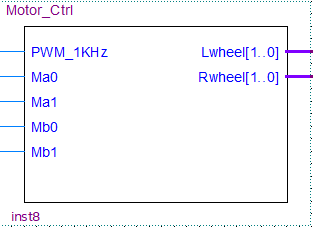 Motor_Ctrl
PWM_1KHz Lwheel[1..0]
Ma0 Rwheel[1..0]
Ma1
Mb0
Mb1
inst8